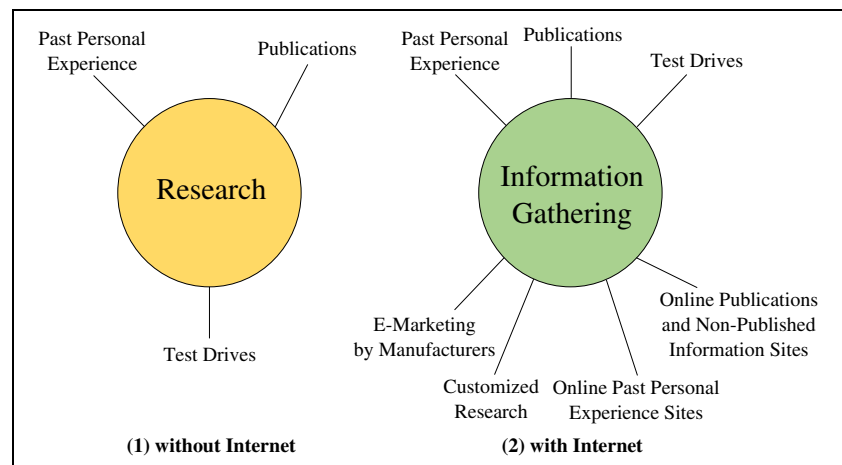 Past Personal
Experience
Publications
Research
Test Drives
(1) without Internet
Past Personal
Experience
Publications
Test Drives
Information
Gathering
E-Marketing
by Manufacturers
Customized
Research
Online Past Personal
Experience Sites
Online Publications
and Non-Published
Information Sites
(2) with Internet